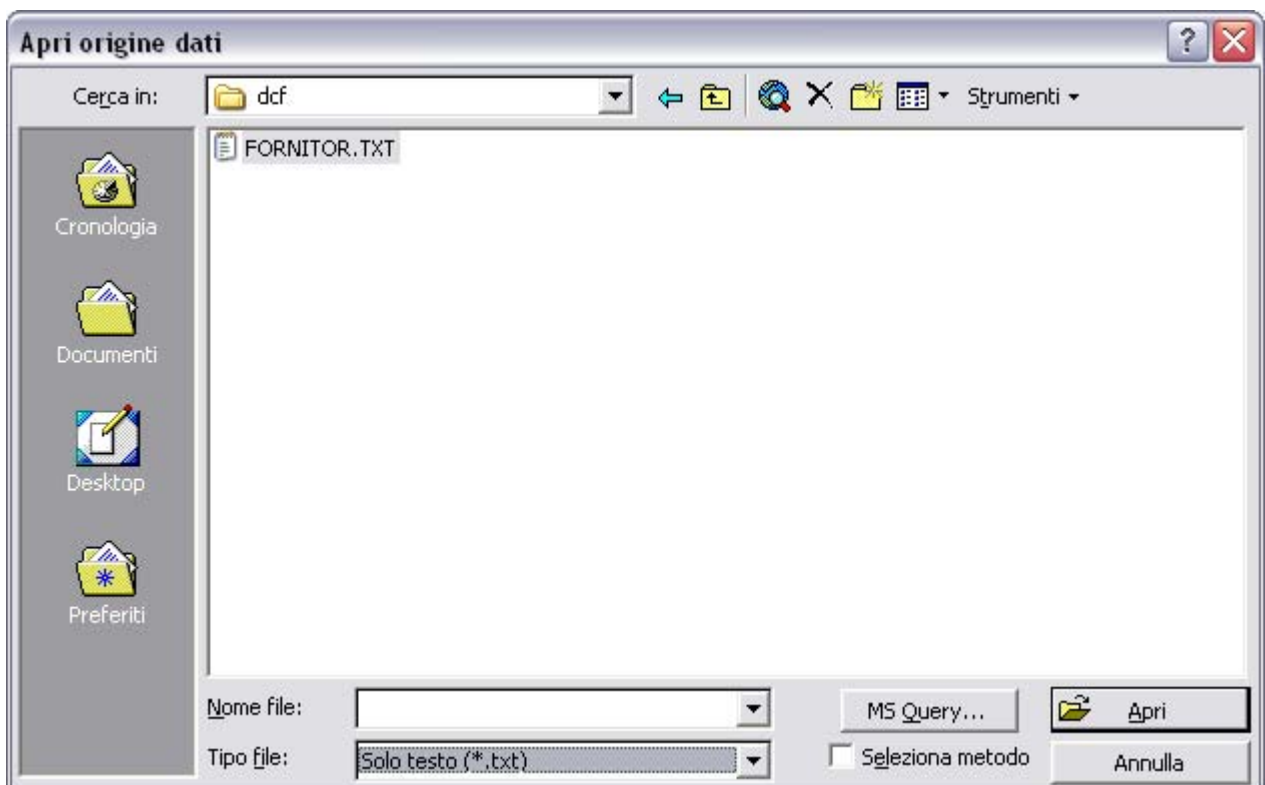 Apri origine dati
Cerca in:
dcf
Strumenti
FORNITOR.TXT
Cronologia
Documenti
Desktop
Preferiti
Nome file:
MS Query...
Apri
Tipo file:
Solo testo (*.txt)
Seleziona metodo
Annulla